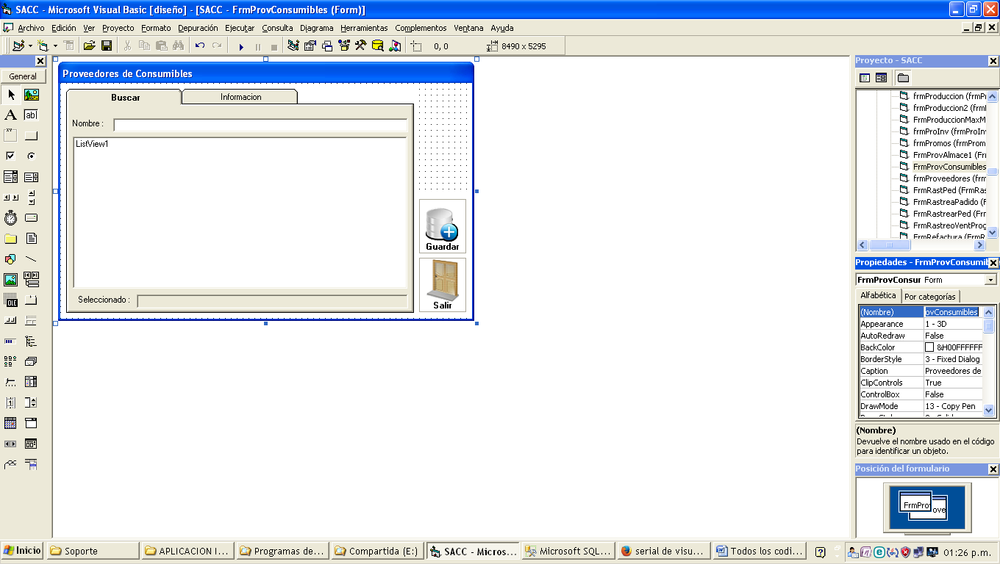 SACC - Microsoft Visual Basic [diseño] - [SACC - FrmProvConsumibles (Form)]
Archivo Edición Ver Proyecto Formato Depuración Ejecutar Consulta Diagrama Herramientas Complementos Ventana Ayuda
0, 0 8490 x 5295
General
A
ab
xy
OLE
Proveedores de Consumibles
Buscar Informacion
Nombre :
ListView1
Guardar
Salir
Seleccionado :
Proyecto - SACC
frmProduccion (frmPr
frmProduccion2 (frmP
FrmProduccionMaxM
frmProInv (frmProInv
frmPromos (frmProm
FrmProvAlmace1 (Fr
FrmProvConsumibles
frmProveedores (frm
FrmRastPed (FrmRas
FrmRastreaPadido (F
FrmRastrearPed (Frm
FrmRastreoVentProg
FrmRefactura (FrmR
Propiedades - FrmProvConsumib
FrmProvConsur Form
Alfabética Por categorías
(Nombre) ovConsumibles
Appearance 1 - 3D
AutoRedraw False
BackColor &H00FFFFFF
BorderStyle 3 - Fixed Dialog
Caption Proveedores de
ClipControls True
ControlBox False
DrawMode 13 - Copy Pen
(Nombre)
Devuelve el nombre usado en el código
para identificar un objeto.
Posición del formulario
FrmPro ove
Inicio Soporte APLICACION I... Programas de... Compartida (E:) SACC - Micros... Microsoft SQL... serial de visu... Todos los codi... 01:26 p.m.